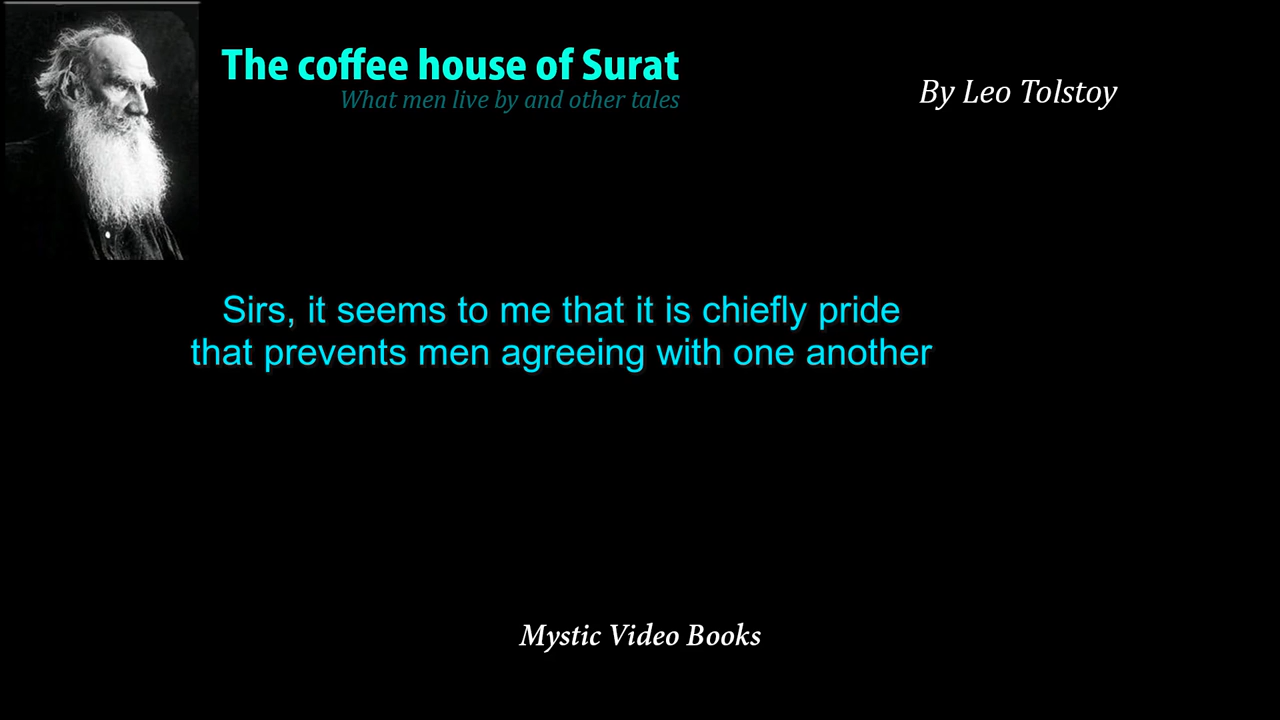 The coffee house of Surat
What men live by and other tales
By Leo Tolstoy
Sirs, it seems to me that it is chiefly pride
that prevents men agreeing with one another
Mystic Video Books